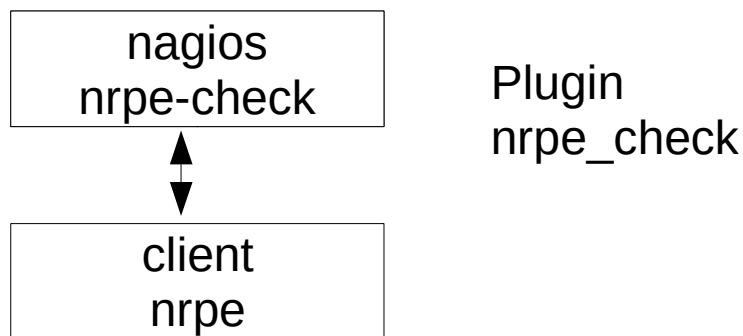 nagios
nrpe-check
Plugin
nrpe_check
client
nrpe